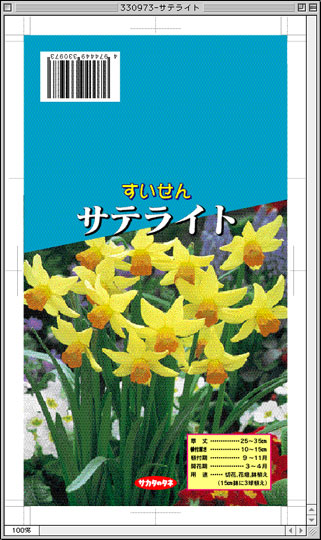 330973-サテライト
4 974449 330973
すいせん
サテライト
草 丈 ……………25〜35cm
植付深さ…………10〜15cm
植付期 …………9〜11月
開花期 …………3〜4月
用 途 ……切花、花壇、鉢植え
(15cm鉢に3球植え)
サカタのタネ
100%